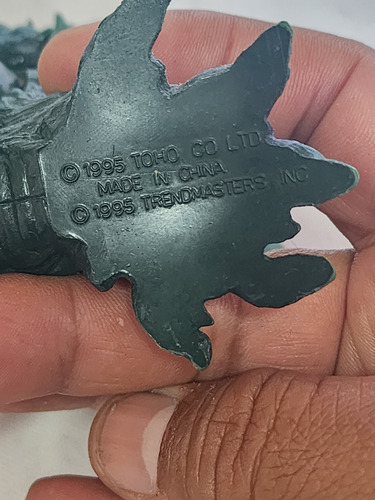 © 1995 TOHO. CO LTD
MADE IN CHINA
© 1995 TRENDMASTERS INC